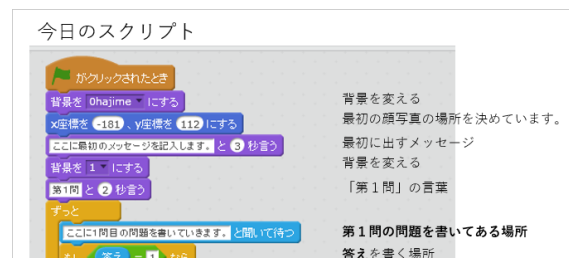 今日のスクリプト
がクリックされたとき
背景を 0hajime にする
背景を変える
x座標を -181 、y座標を 112 にする
最初の顔写真の場所を決めています。
ここに最初のメッセージを記入します。 と 3 秒言う
最初に出すメッセージ
背景を 1 にする
背景を変える
第1問 と 2 秒言う
「第１問」の言葉
ずっと
ここに1問目の問題を書いていきます。 と聞いて待つ
第１問の問題を書いてある場所
もし 答え = 1 なら
答えを書く場所